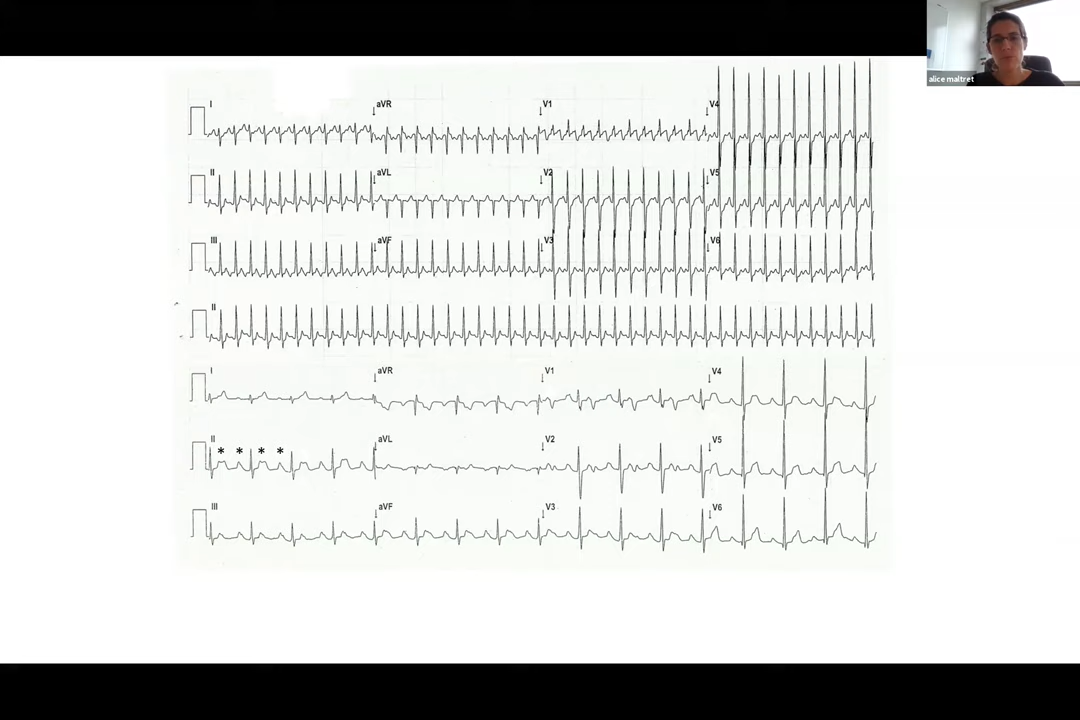 alice maltret
I aVR V1 V4
II aVL V2 V5
III aVF V3 V6
II
I aVR V1 V4
II * * * * aVL V2 V5
III aVF V3 V6